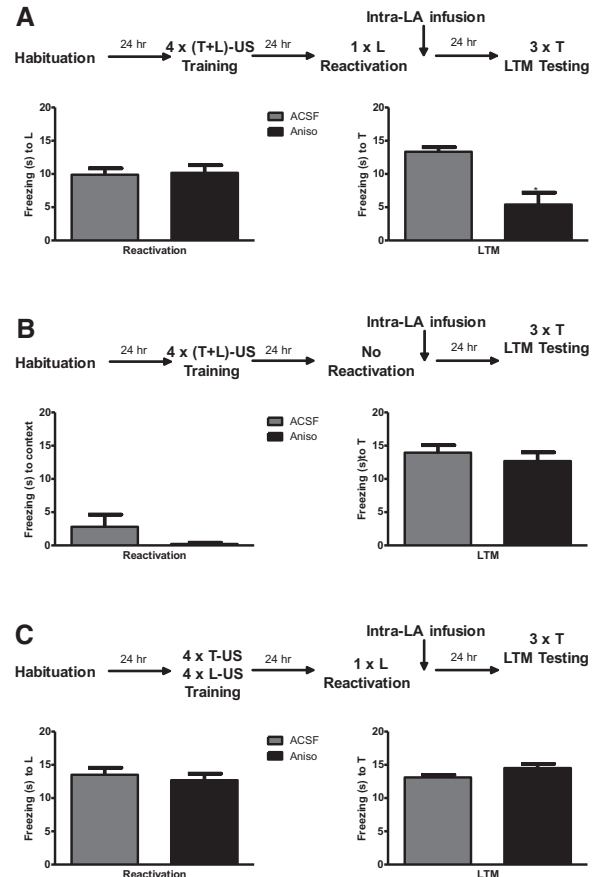 A
Intra-LA infusion
Habituation
24 hr
4 x (T+L)-US
Training
24 hr
1 x L
Reactivation
24 hr
3 x T
LTM Testing
Freezing (s) to L
20
15
10
5
0
Reactivation
ACSF
Aniso
Freezing (s) to T
20
15
10
5
0
*
LTM
B
Intra-LA infusion
Habituation
24 hr
4 x (T+L)-US
Training
24 hr
No
Reactivation
24 hr
3 x T
LTM Testing
Freezing (s) to context
20
15
10
5
0
Reactivation
ACSF
Aniso
Freezing (s)to T
20
15
10
5
0
LTM
C
Intra-LA infusion
Habituation
24 hr
4 x T-US
4 x L-US
Training
24 hr
1 x L
Reactivation
24 hr
3 x T
LTM Testing
Freezing (s) to L
20
15
10
5
0
Reactivation
ACSF
Aniso
Freezing (s) to T
20
15
10
5
0
LTM